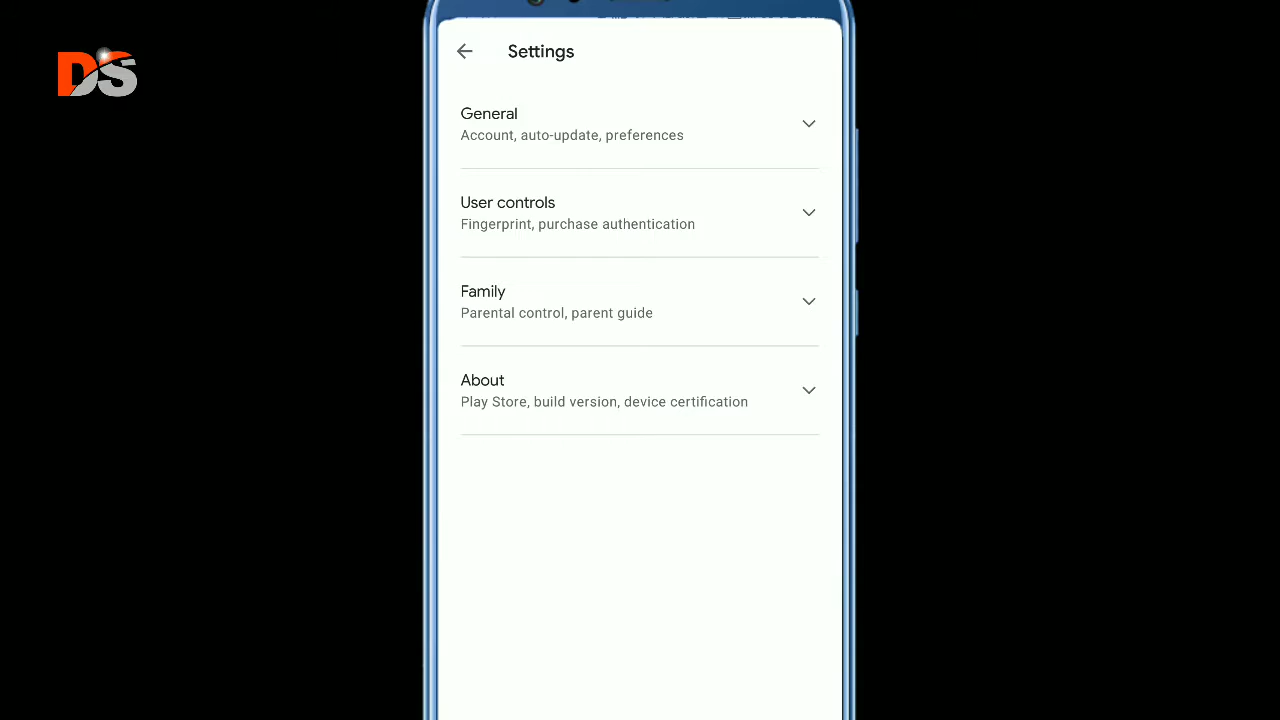 DS
Settings
General
Account, auto-update, preferences
User controls
Fingerprint, purchase authentication
Family
Parental control, parent guide
About
Play Store, build version, device certification